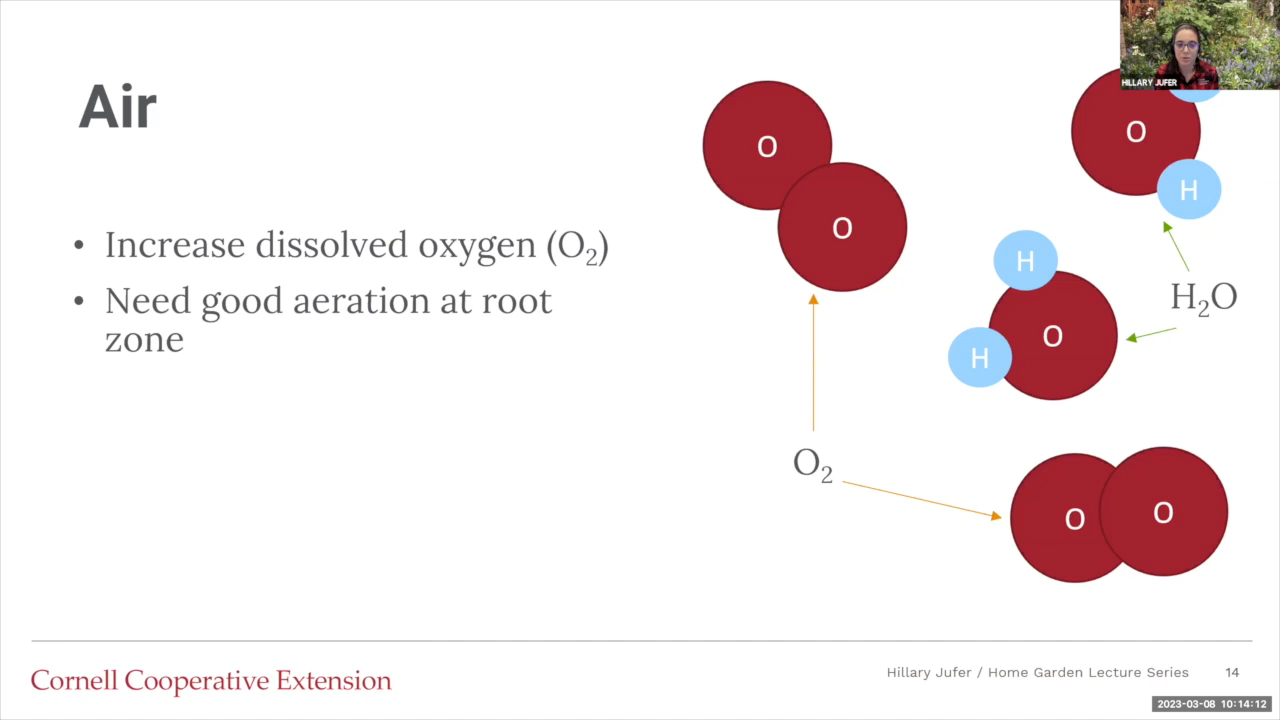 HILLARY JUFER
Air
• Increase dissolved oxygen (O₂)
• Need good aeration at root
zone
O
O
O
H
H
O
H
H₂O
O₂
O
O
Cornell Cooperative Extension
Hillary Jufer / Home Garden Lecture Series 14
2023-03-08 10:14:12